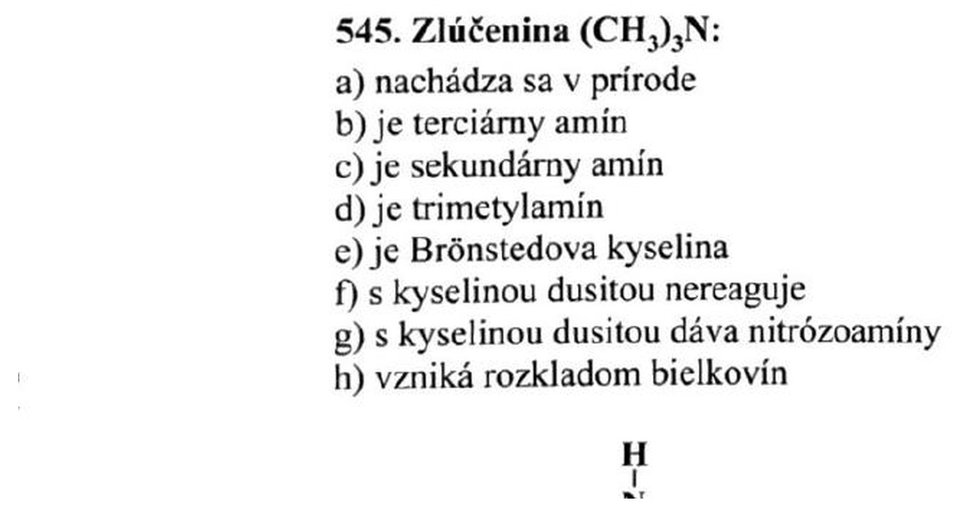 545. Zlúčenina (CH₃)₃N:
a) nachádza sa v prírode
b) je terciárny amín
c) je sekundárny amín
d) je trimetylamín
e) je Brönstedova kyselina
f) s kyselinou dusitou nereaguje
g) s kyselinou dusitou dáva nitrózoamíny
h) vzniká rozkladom bielkovín
H